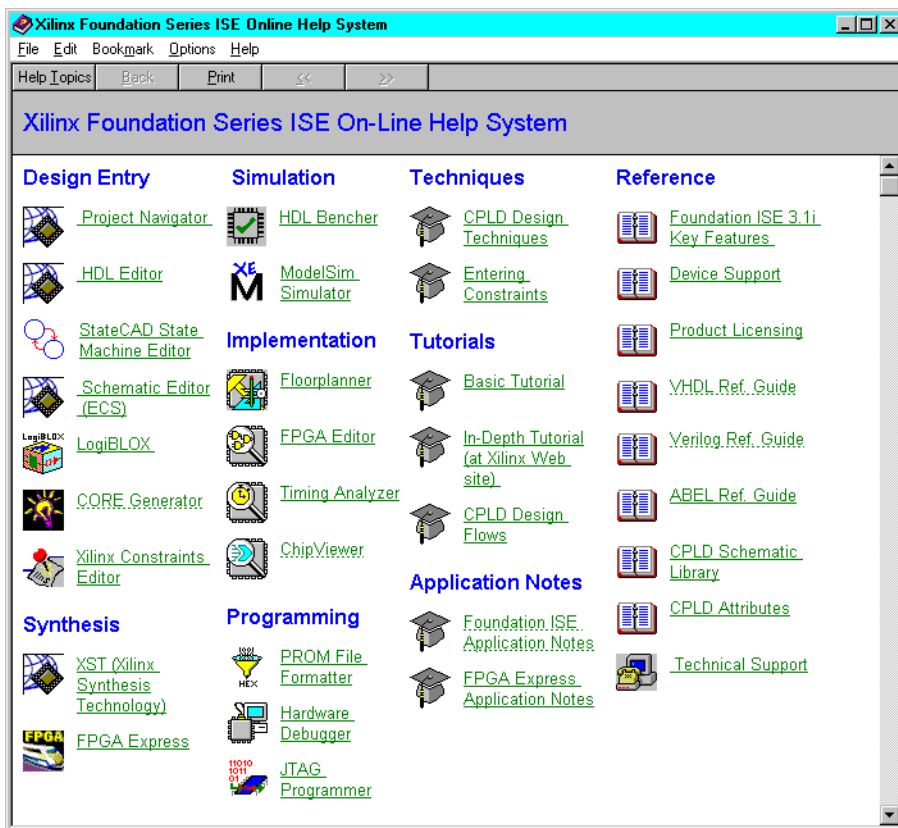 Xilinx Foundation Series ISE Online Help System
File Edit Bookmark Options Help
Help Topics Back Print << >>
Xilinx Foundation Series ISE On-Line Help System
Design Entry
Project Navigator
HDL Editor
StateCAD State
Machine Editor
Schematic Editor
(ECS)
LogiBLOX
LogiBLOX
CORE Generator
Xilinx Constraints
Editor
Synthesis
XST (Xilinx
Synthesis
Technology)
FPGA
FPGA Express
Simulation
HDL Bencher
XE
M
ModelSim
Simulator
Implementation
Floorplanner
FPGA Editor
Timing Analyzer
ChipViewer
Programming
HEX
PROM File
Formatter
Hardware
Debugger
11010
1011
01
JTAG
Programmer
Techniques
CPLD Design
Techniques
Entering
Constraints
Tutorials
Basic Tutorial
In-Depth Tutorial
(at Xilinx Web
site)
CPLD Design
Flows
Application Notes
Foundation ISE
Application Notes
FPGA Express
Application Notes
Reference
Foundation ISE 3.1i
Key Features
Device Support
Product Licensing
VHDL Ref. Guide
Verilog Ref. Guide
ABEL Ref. Guide
CPLD Schematic
Library
CPLD Attributes
Technical Support